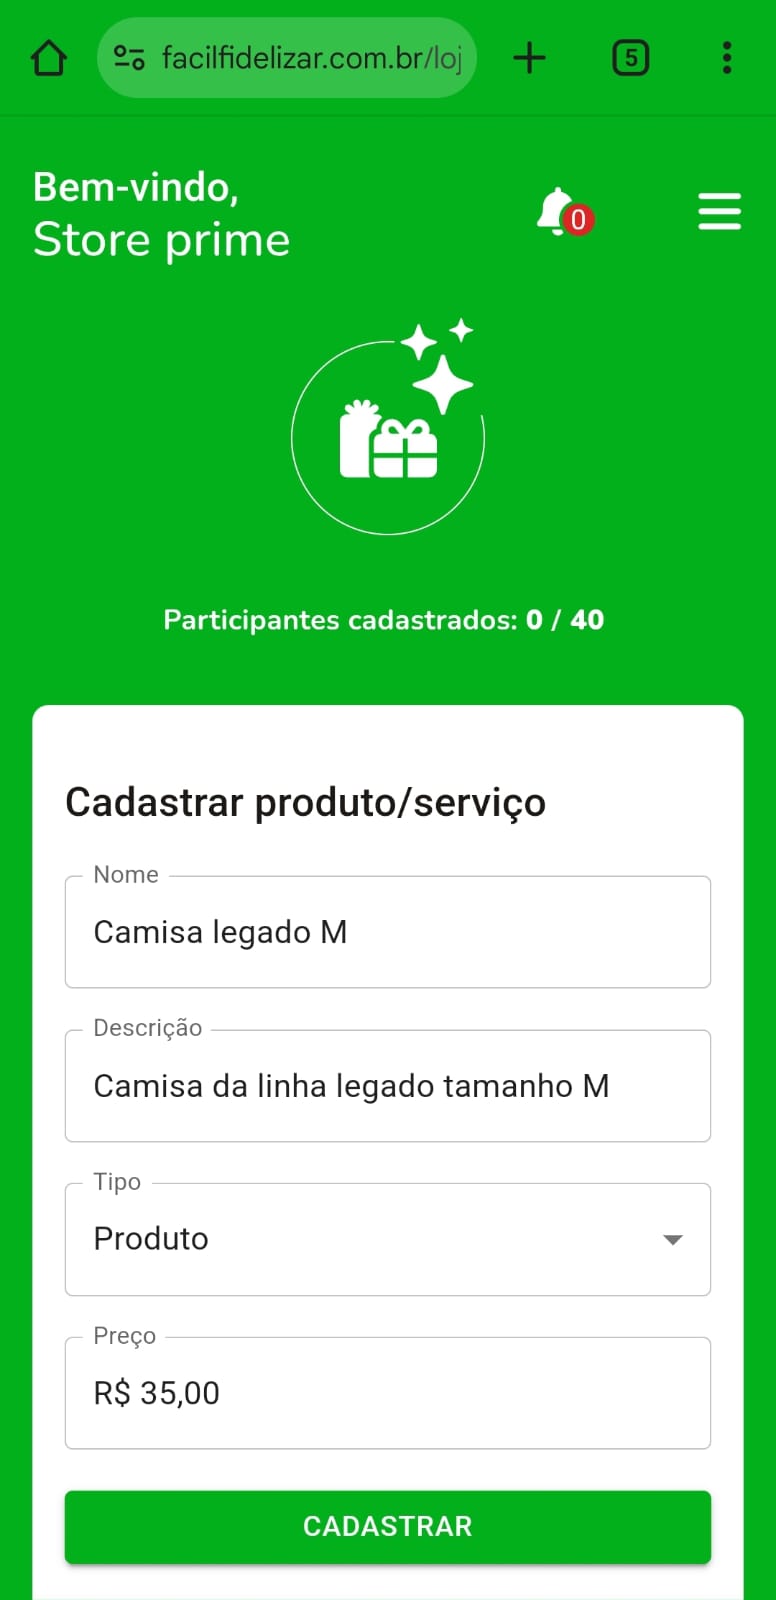 facilfidelizar.com.br/loj
5
Bem-vindo,
Store prime
0
Participantes cadastrados: 0 / 40
Cadastrar produto/serviço
Nome
Camisa legado M
Descrição
Camisa da linha legado tamanho M
Tipo
Produto
Preço
R$ 35,00
CADASTRAR